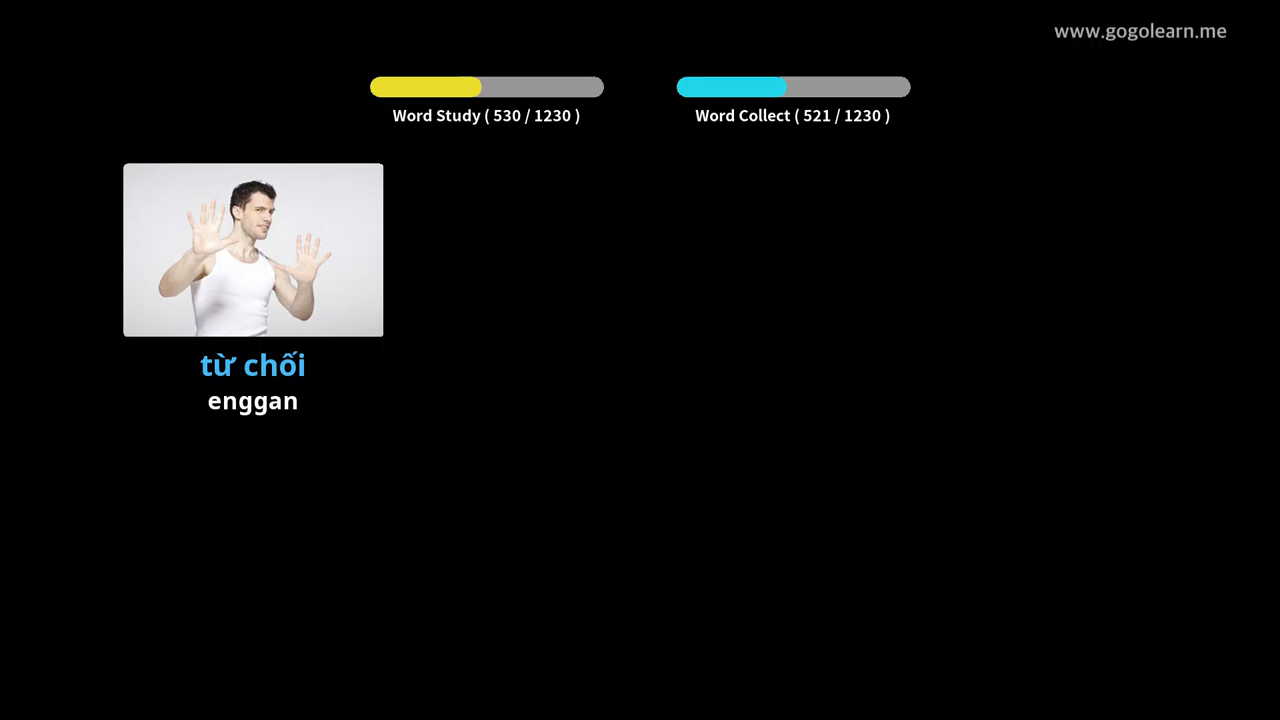 www.gogolearn.me
Word Study ( 530 / 1230 )
Word Collect ( 521 / 1230 )
từ chối
enggan